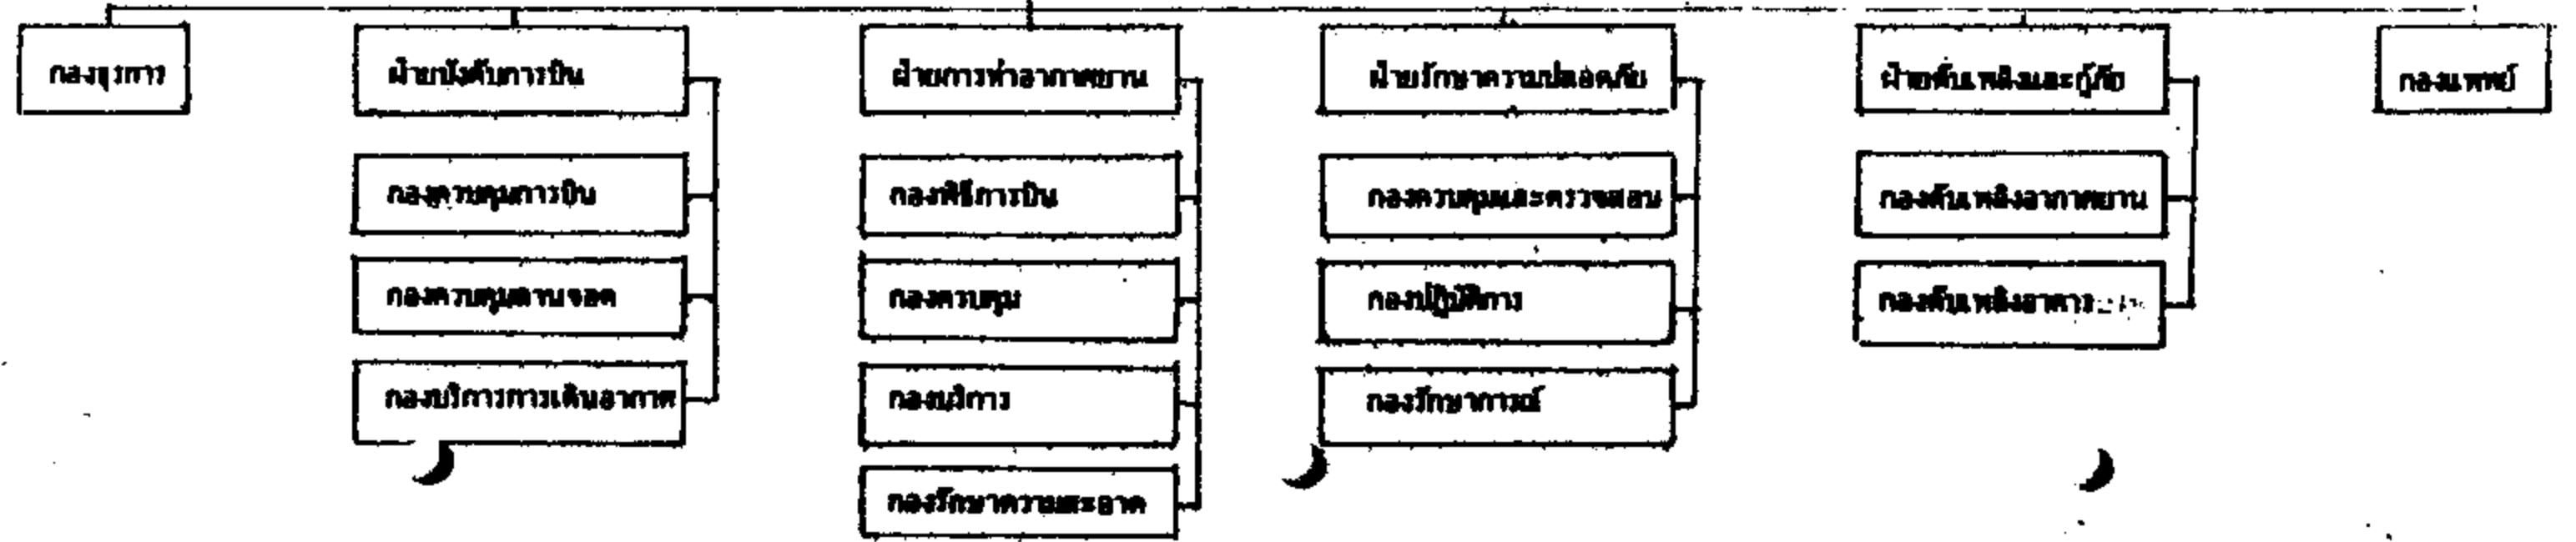 กองธุรการ
ฝ่ายบังคับการบิน
กองควบคุมการบิน
กองควบคุมลานจอด
กองบริการการเดินอากาศ
ฝ่ายการท่าอากาศยาน
กองพิธีการบิน
กองควบคุม
กองบริการ
กองรักษาความสะอาด
ฝ่ายรักษาความปลอดภัย
กองควบคุมและตรวจสอบ
กองปฏิบัติการ
กองรักษาการณ์
ฝ่ายดับเพลิงและกู้ภัย
กองดับเพลิงอากาศยาน
กองดับเพลิงอาคาร
กองแพทย์